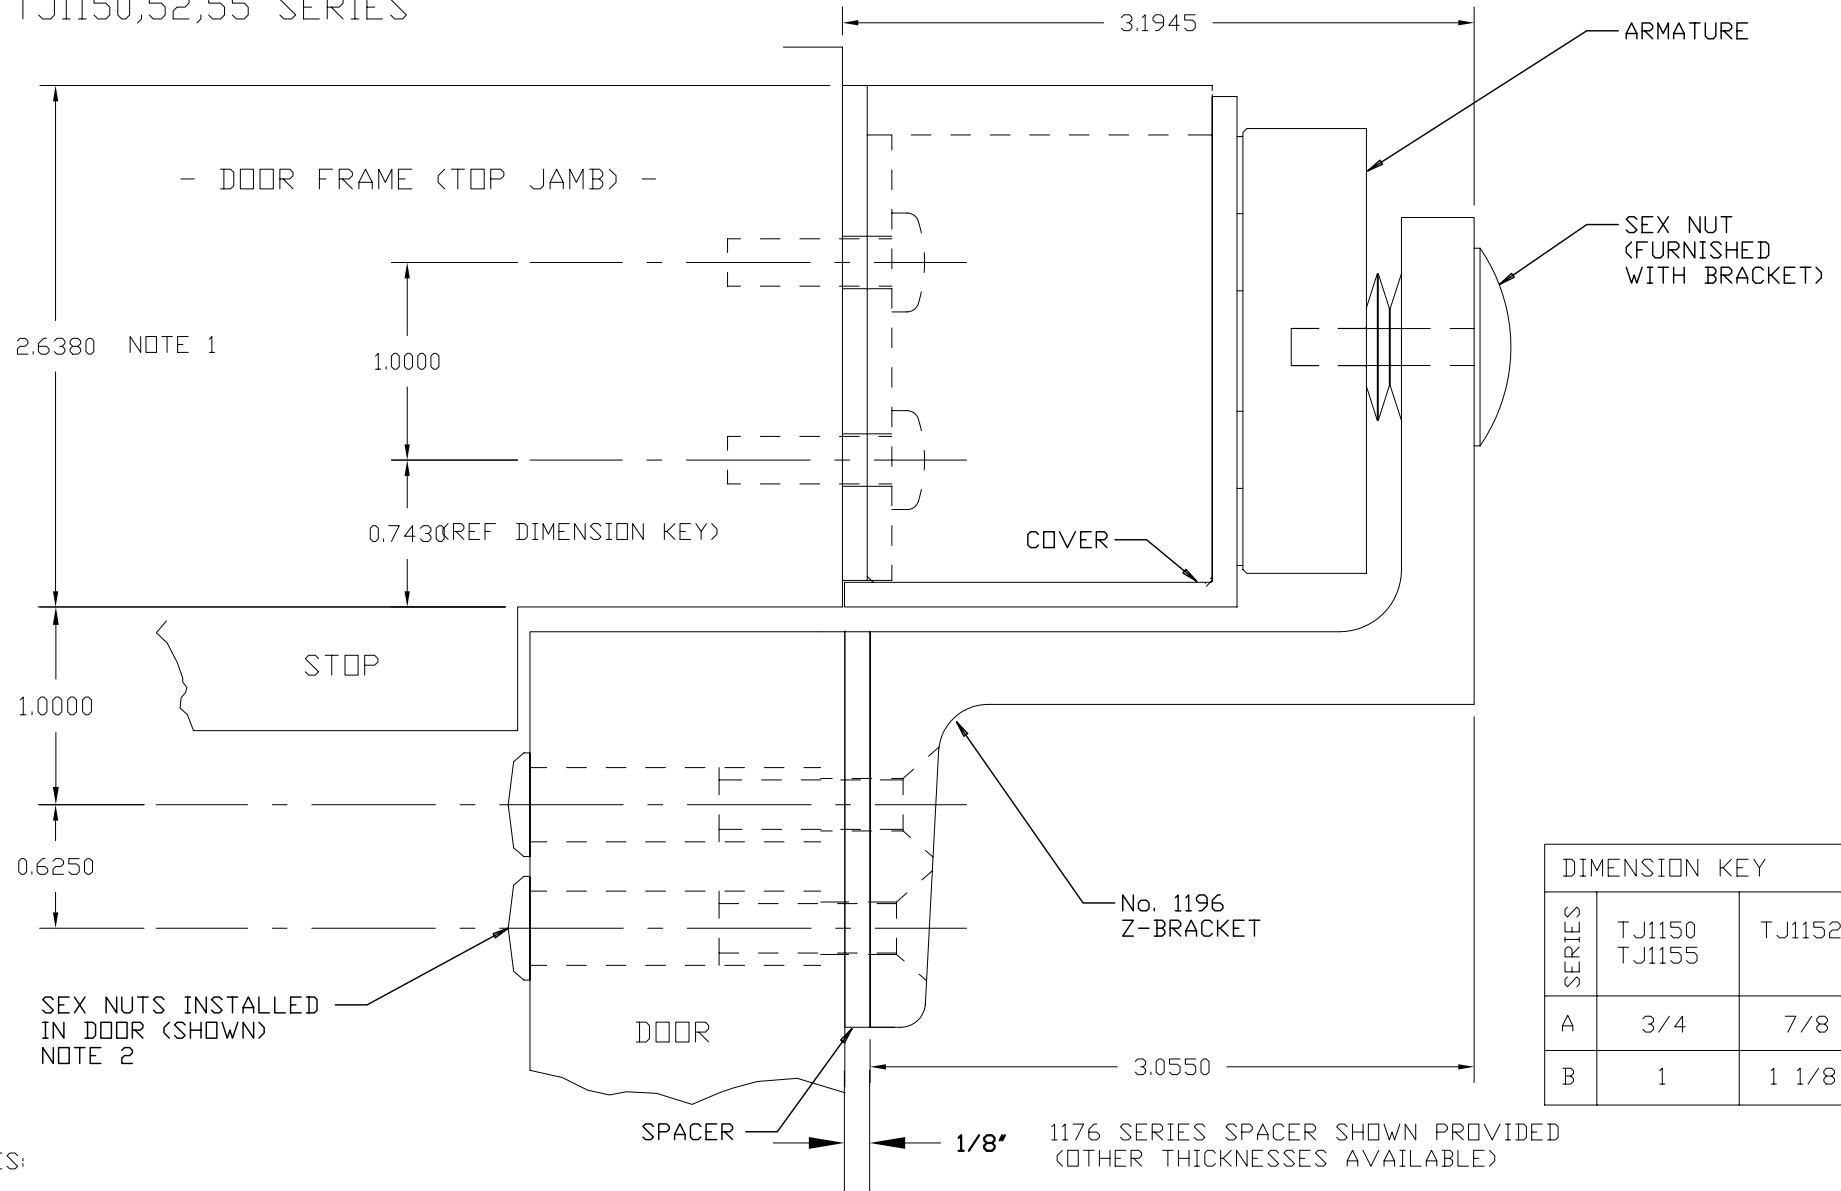 TJ1150,52,55 SERIES
3.1945
ARMATURE
- DOOR FRAME (TOP JAMB) -
SEX NUT
(FURNISHED
WITH BRACKET)
2.6380 NOTE 1
1.0000
0.7430(REF DIMENSION KEY)
COVER
STOP
1.0000
0.6250
No. 1196
Z-BRACKET
DIMENSION KEY
SERIES
TJ1150
TJ1155
TJ1152
A 3/4 7/8
B 1 1 1/8
SEX NUTS INSTALLED
IN DOOR (SHOWN)
NOTE 2
DOOR
3.0550
SPACER
1/8"
1176 SERIES SPACER SHOWN PROVIDED
(OTHER THICKNESSES AVAILABLE)
ES: